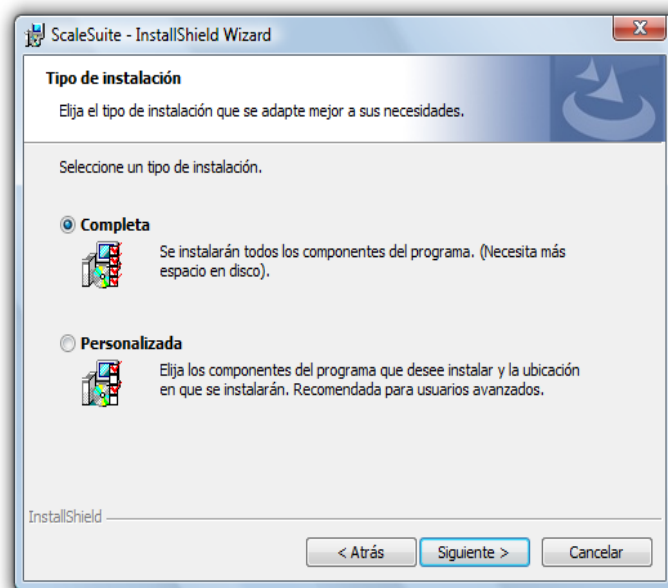 ScaleSuite - InstallShield Wizard
Tipo de instalación
Elija el tipo de instalación que se adapte mejor a sus necesidades.
Seleccione un tipo de instalación.
Completa
Se instalarán todos los componentes del programa. (Necesita más
espacio en disco).
Personalizada
Elija los componentes del programa que desee instalar y la ubicación
en que se instalarán. Recomendada para usuarios avanzados.
InstallShield
< Atrás
Siguiente >
Cancelar